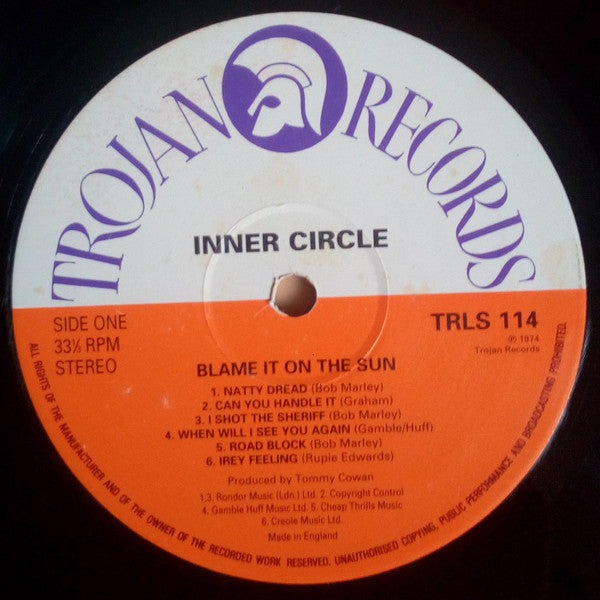 TROJAN RECORDS
INNER CIRCLE
SIDE ONE
33⅓ RPM
STEREO
TRLS 114
℗ 1974
Trojan Records
BLAME IT ON THE SUN
1. NATTY DREAD (Bob Marley)
2. CAN YOU HANDLE IT (Graham)
3. I SHOT THE SHERIFF (Bob Marley)
4. WHEN WILL I SEE YOU AGAIN (Gamble/Huff)
5. ROAD BLOCK (Bob Marley)
6. IREY FEELING (Rupie Edwards)
Produced by Tommy Cowan
1,3. Rondor Music (Ldn.) Ltd. 2. Copyright Control
4. Gamble Huff Music Ltd. 5. Cheap Thrills Music
6. Creole Music Ltd.
Made in England
ALL RIGHTS OF THE MANUFACTURER AND OF THE OWNER OF THE RECORDED WORK RESERVED. UNAUTHORISED COPYING, PUBLIC PERFORMANCE AND BROADCASTING PROHIBITED.